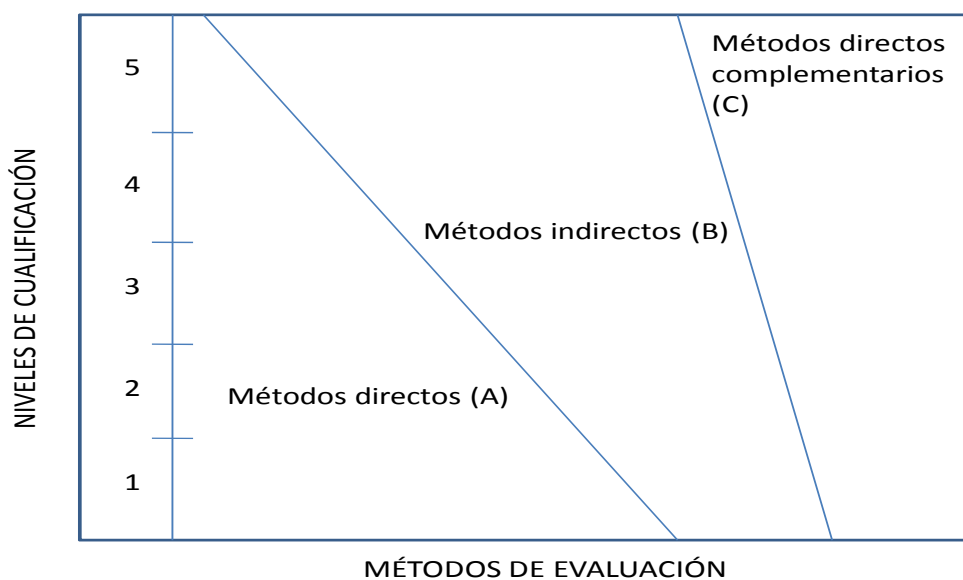 NIVELES DE CUALIFICACIÓN
5
4
3
2
1
Métodos directos
complementarios
(C)
Métodos indirectos (B)
Métodos directos (A)
MÉTODOS DE EVALUACIÓN